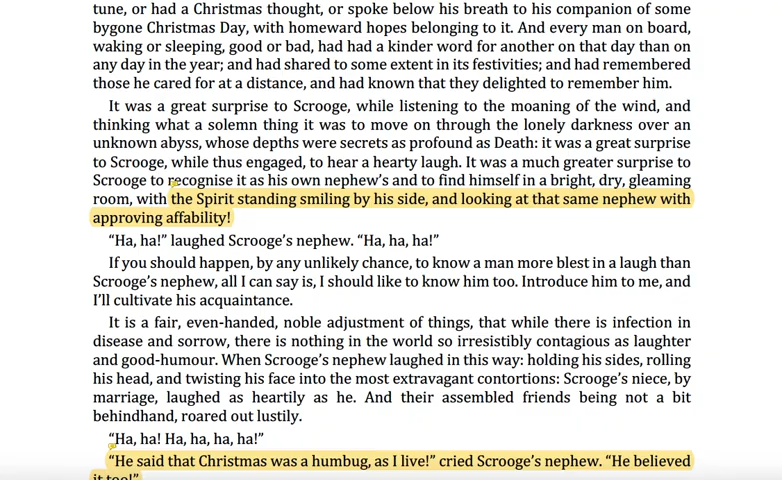 tune, or had a Christmas thought, or spoke below his breath to his companion of some
bygone Christmas Day, with homeward hopes belonging to it. And every man on board,
waking or sleeping, good or bad, had had a kinder word for another on that day than on
any day in the year; and had shared to some extent in its festivities; and had remembered
those he cared for at a distance, and had known that they delighted to remember him.
It was a great surprise to Scrooge, while listening to the moaning of the wind, and
thinking what a solemn thing it was to move on through the lonely darkness over an
unknown abyss, whose depths were secrets as profound as Death: it was a great surprise
to Scrooge, while thus engaged, to hear a hearty laugh. It was a much greater surprise to
Scrooge to recognise it as his own nephew’s and to find himself in a bright, dry, gleaming
room, with the Spirit standing smiling by his side, and looking at that same nephew with
approving affability!
“Ha, ha!” laughed Scrooge’s nephew. “Ha, ha, ha!”
If you should happen, by any unlikely chance, to know a man more blest in a laugh than
Scrooge’s nephew, all I can say is, I should like to know him too. Introduce him to me, and
I’ll cultivate his acquaintance.
It is a fair, even-handed, noble adjustment of things, that while there is infection in
disease and sorrow, there is nothing in the world so irresistibly contagious as laughter
and good-humour. When Scrooge’s nephew laughed in this way: holding his sides, rolling
his head, and twisting his face into the most extravagant contortions: Scrooge’s niece, by
marriage, laughed as heartily as he. And their assembled friends being not a bit
behindhand, roared out lustily.
“Ha, ha! Ha, ha, ha, ha!”
“He said that Christmas was a humbug, as I live!” cried Scrooge’s nephew. “He believed
it too!”